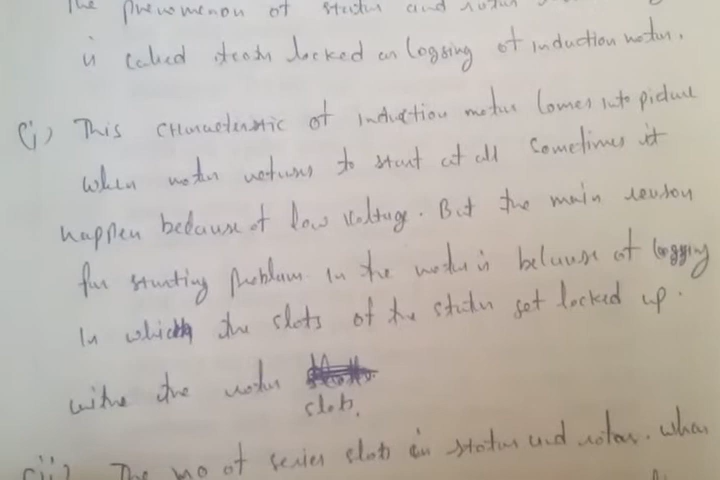 The phenomenon of stator and rotor
is called teeth locked or Cogging of induction motor.
(i) This characteristic of induction motor comes into picture
when motor refuses to start at all sometimes it
happen because of low voltage. But the main reason
for starting problem in the motor is because of cogging
In which the slots of the stator get locked up.
withe the rotor
slots.
(ii) The no of series slots in stator and rotor. when